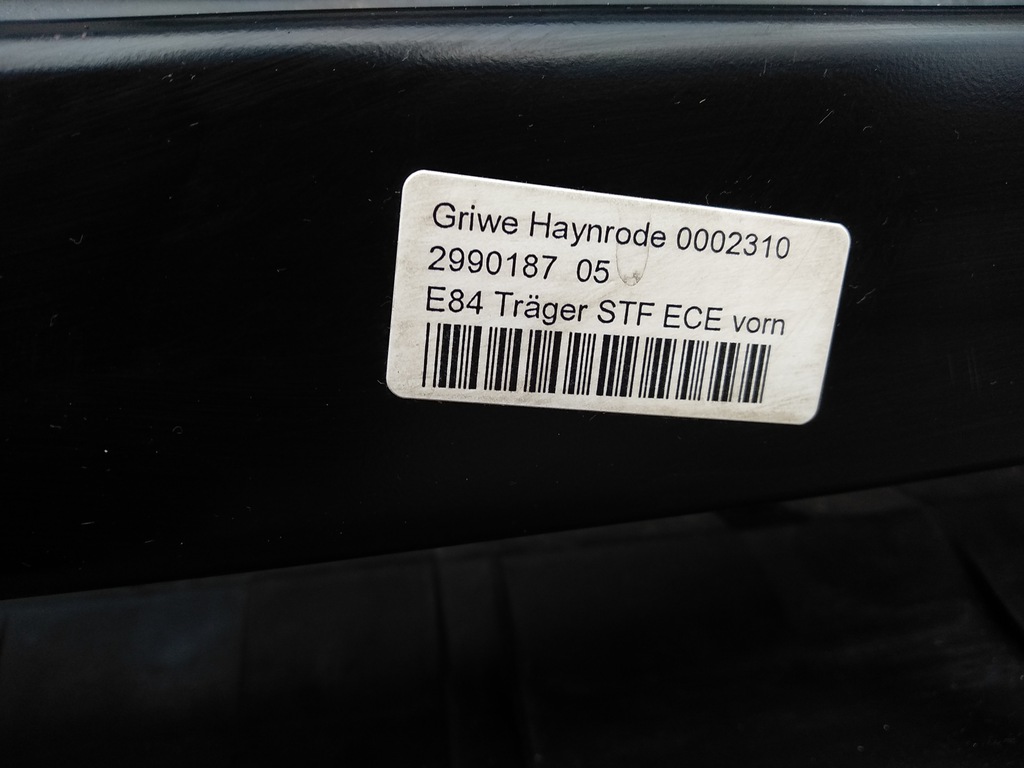 Griwe Haynrode 0002310
2990187 05
E84 Träger STF ECE vorn